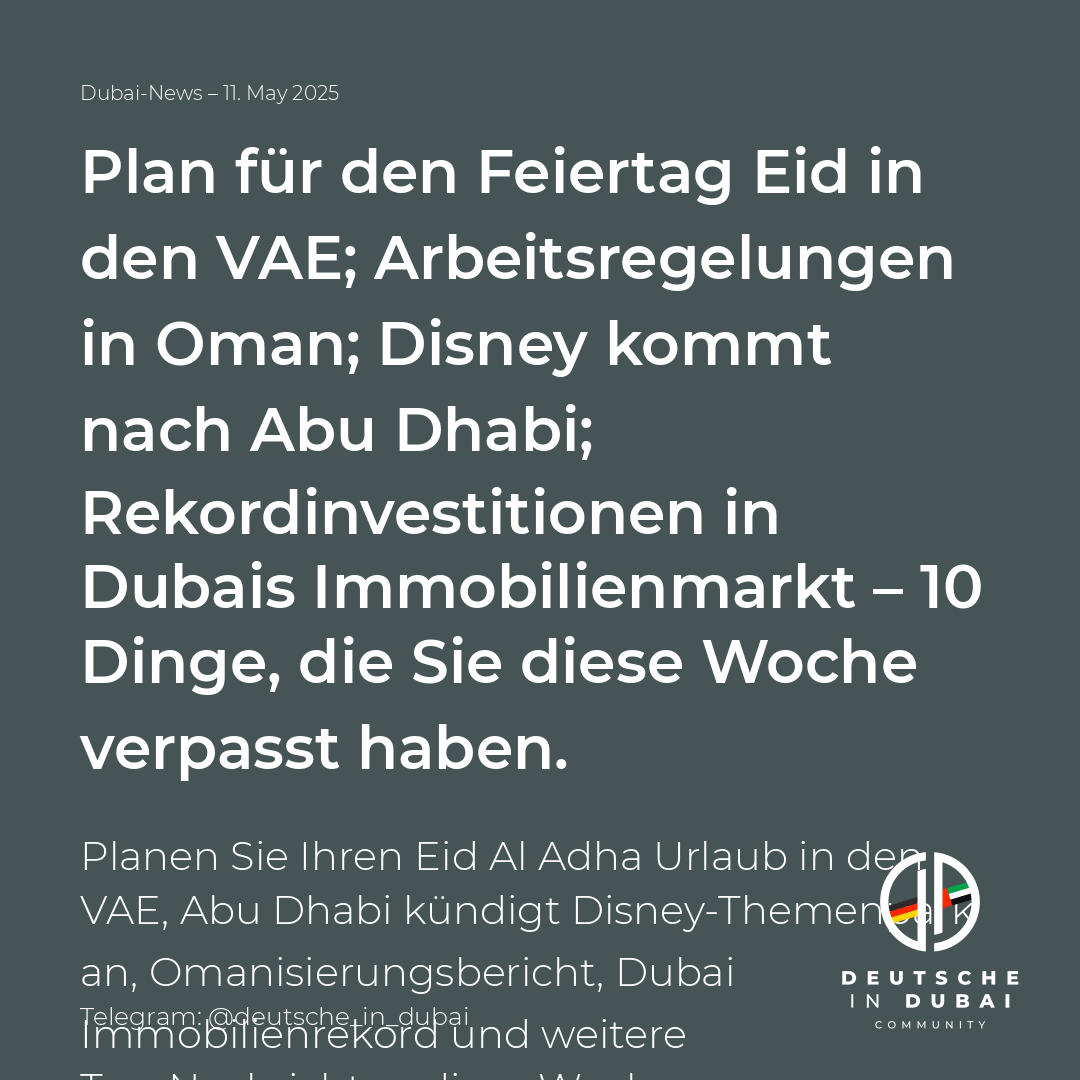 Dubai-News – 11. May 2025
Plan für den Feiertag Eid in
den VAE; Arbeitsregelungen
in Oman; Disney kommt
nach Abu Dhabi;
Rekordinvestitionen in
Dubais Immobilienmarkt – 10
Dinge, die Sie diese Woche
verpasst haben.
Planen Sie Ihren Eid Al Adha Urlaub in den
VAE, Abu Dhabi kündigt Disney-Themenpark
an, Omanisierungsbericht, Dubai
Telegram: @deutsche_in_dubai
Immobilienrekord und weitere
DEUTSCHE
IN DUBAI
COMMUNITY